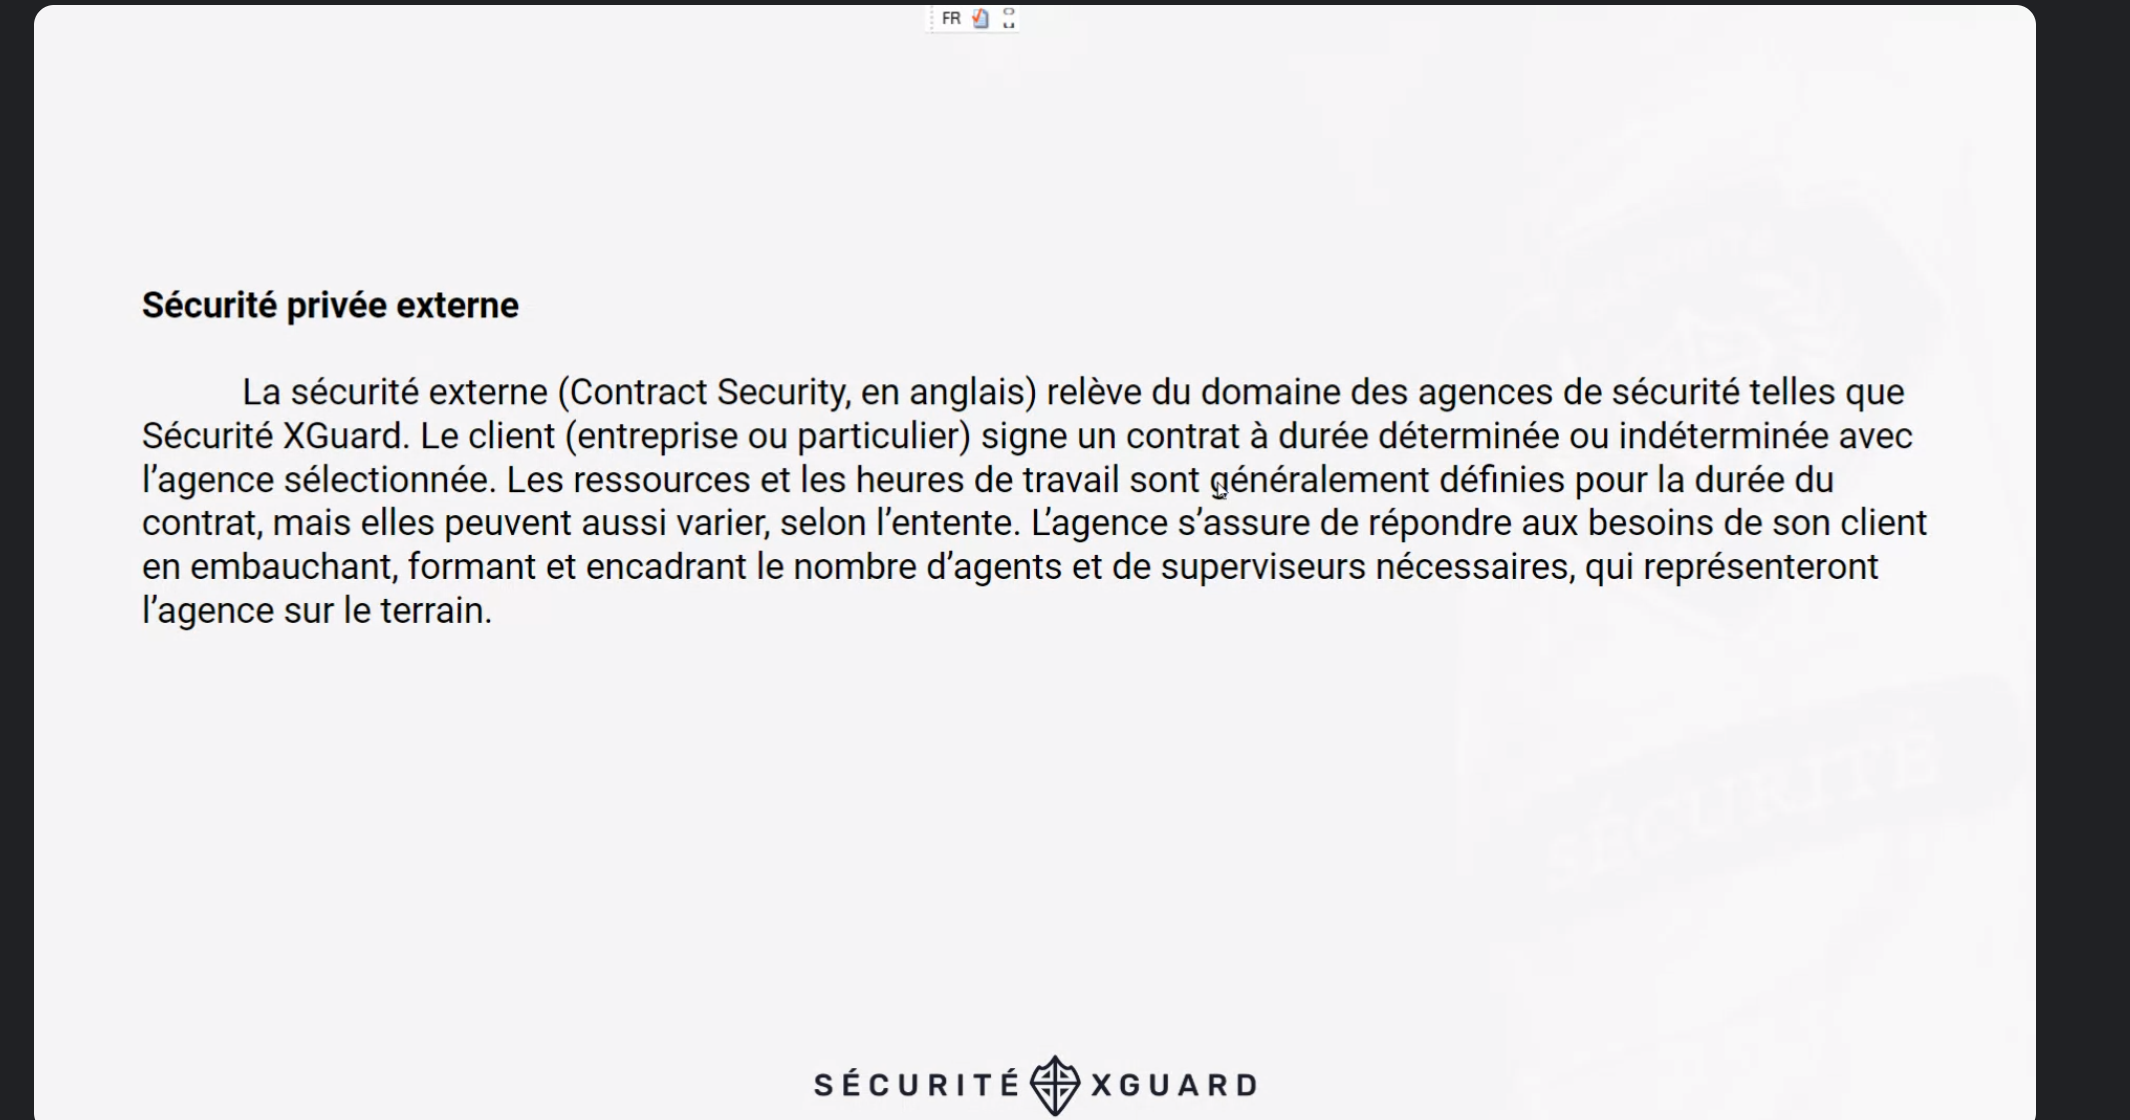 FR
Sécurité privée externe
La sécurité externe (Contract Security, en anglais) relève du domaine des agences de sécurité telles que
Sécurité XGuard. Le client (entreprise ou particulier) signe un contrat à durée déterminée ou indéterminée avec
l’agence sélectionnée. Les ressources et les heures de travail sont généralement définies pour la durée du
contrat, mais elles peuvent aussi varier, selon l’entente. L’agence s’assure de répondre aux besoins de son client
en embauchant, formant et encadrant le nombre d’agents et de superviseurs nécessaires, qui représenteront
l’agence sur le terrain.
SÉCURITÉ
SÉCURITÉ XGUARD